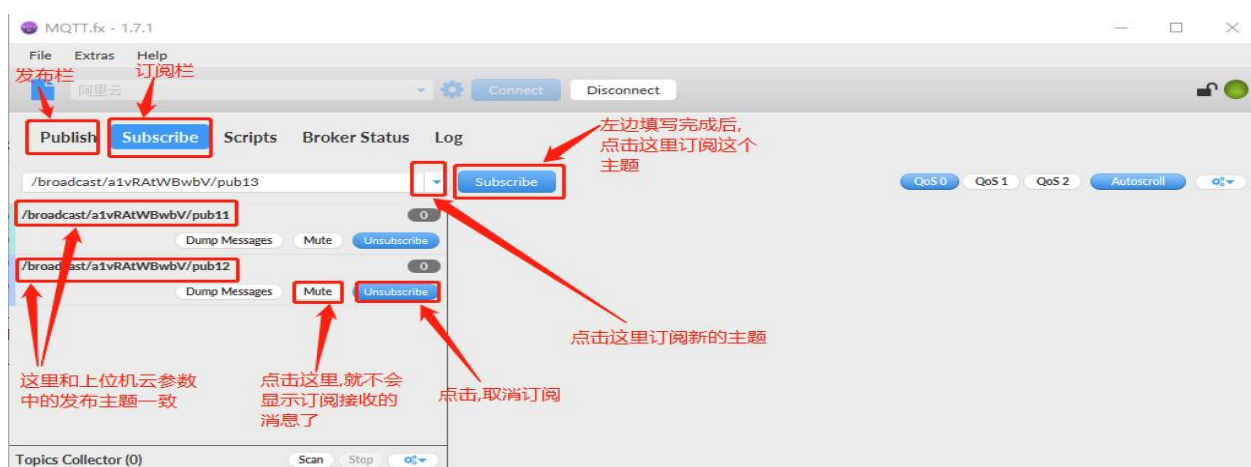 MQTT.fx - 1.7.1
File Extras Help
发布栏
订阅栏
阿里云
Connect
Disconnect
Publish Subscribe Scripts Broker Status Log
左边填写完成后,
点击这里订阅这个
主题
/broadcast/a1vRAtWBwbV/pub13
Subscribe
QoS 0 QoS 1 QoS 2 Autoscroll
/broadcast/a1vRAtWBwbV/pub11
0
Dump Messages Mute Unsubscribe
/broadcast/a1vRAtWBwbV/pub12
0
Dump Messages Mute Unsubscribe
点击这里订阅新的主题
这里和上位机云参数
中的发布主题一致
点击这里,就不会
显示订阅接收的
消息了
点击,取消订阅
Topics Collector (0) Scan Stop